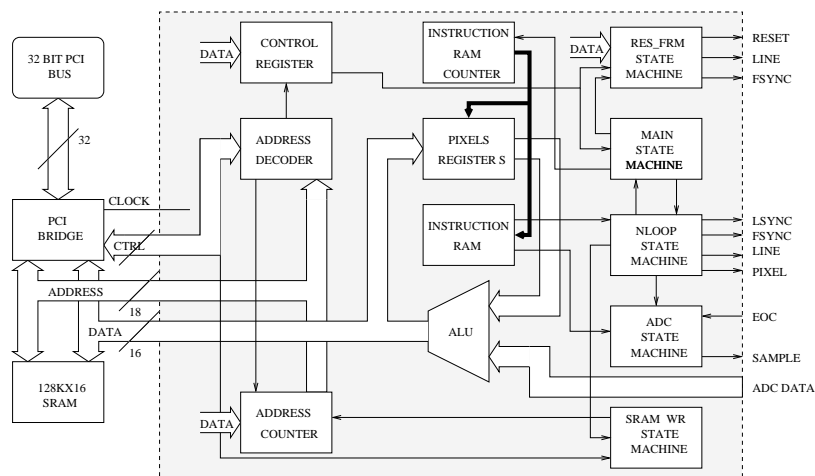 32 BIT PCI
BUS
32
PCI
BRIDGE
CLOCK
CTRL
ADDRESS
18
DATA
16
128KX16
SRAM
DATA
CONTROL
REGISTER
ADDRESS
DECODER
DATA
ADDRESS
COUNTER
INSTRUCTION
RAM
COUNTER
PIXELS
REGISTER S
INSTRUCTION
RAM
ALU
DATA
RES_FRM
STATE
MACHINE
MAIN
STATE
MACHINE
NLOOP
STATE
MACHINE
ADC
STATE
MACHINE
SRAM WR
STATE
MACHINE
RESET
LINE
FSYNC
LSYNC
FSYNC
LINE
PIXEL
EOC
SAMPLE
ADC DATA